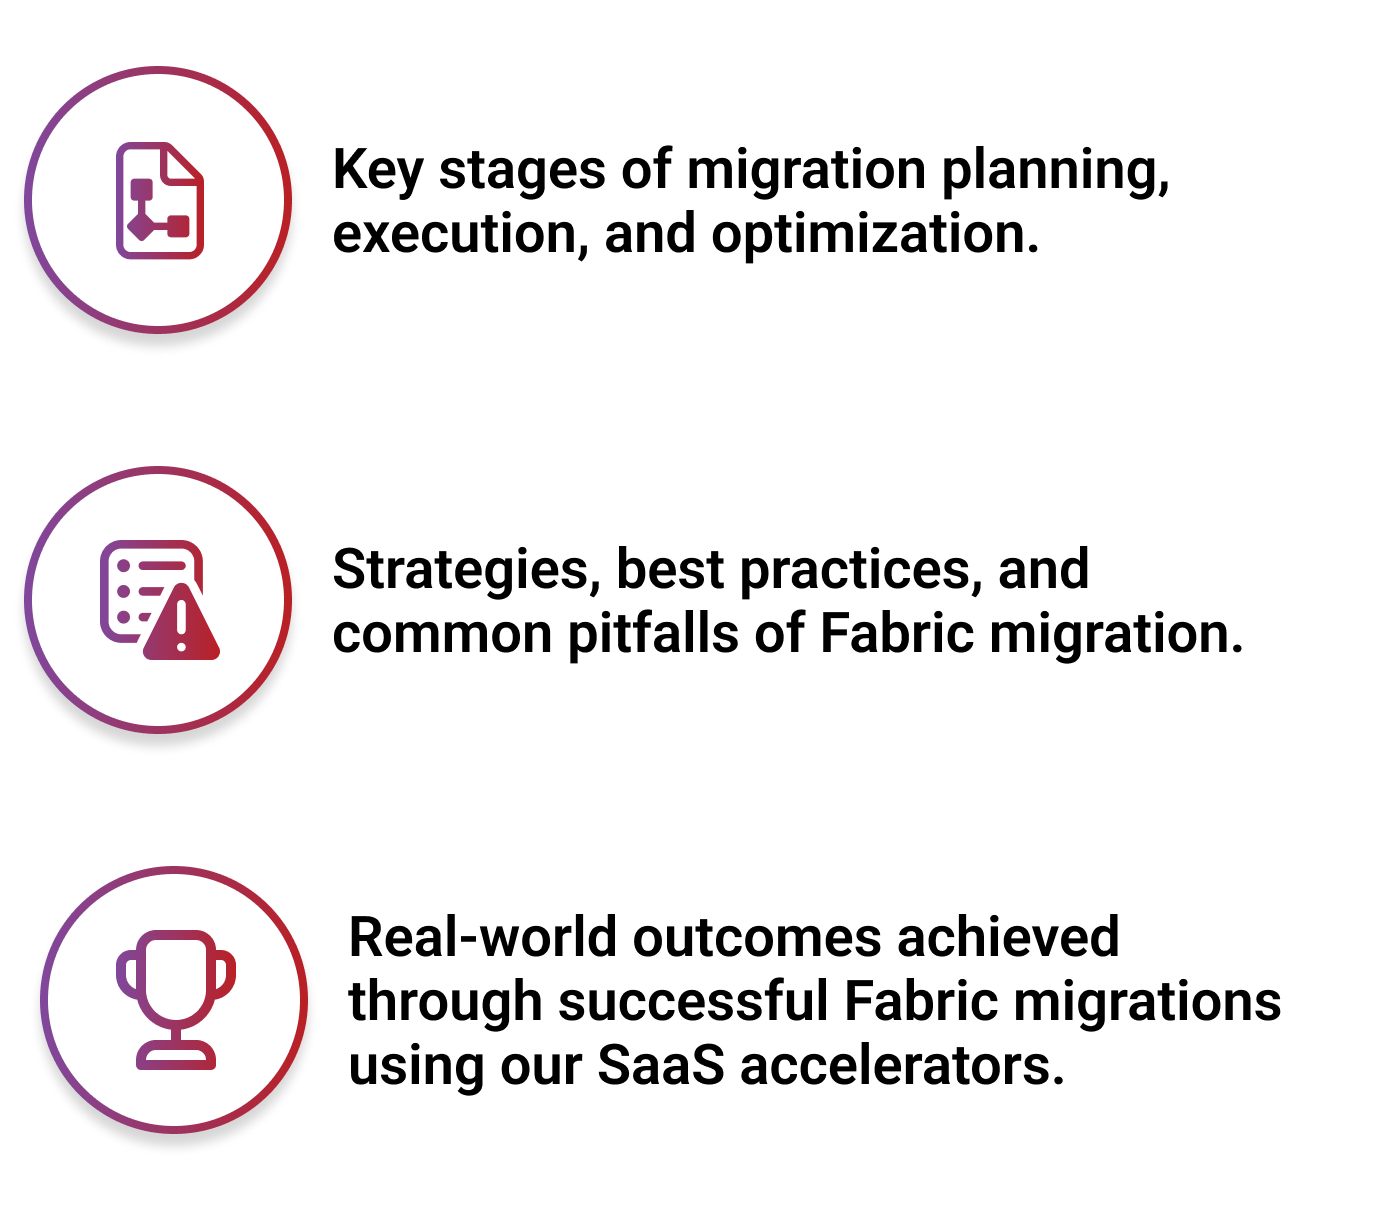 Key stages of migration planning,
execution, and optimization.
Strategies, best practices, and
common pitfalls of Fabric migration.
Real-world outcomes achieved
through successful Fabric migrations
using our SaaS accelerators.